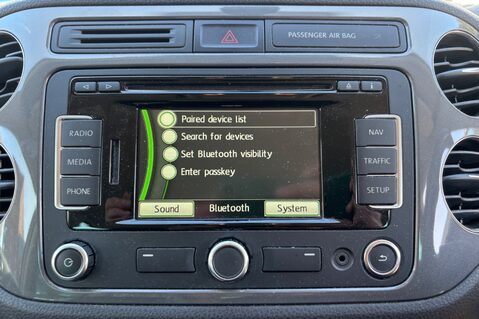 PASSENGER AIR BAG
RADIO
MEDIA
PHONE
Paired device list
Search for devices
Set Bluetooth visibility
Enter passkey
Sound
Bluetooth
System
NAV
TRAFFIC
SETUP